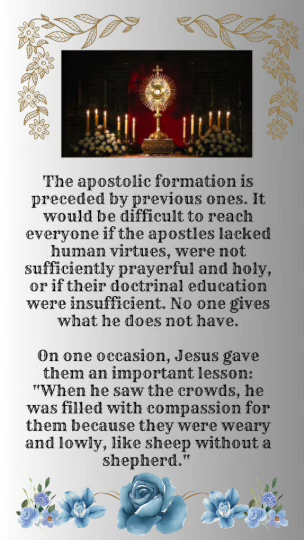 The apostolic formation is
preceded by previous ones. It
would be difficult to reach
everyone if the apostles lacked
human virtues, were not
sufficiently prayerful and holy,
or if their doctrinal education
were insufficient. No one gives
what he does not have.
On one occasion, Jesus gave
them an important lesson:
"When he saw the crowds, he
was filled with compassion for
them because they were weary
and lowly, like sheep without a
shepherd."